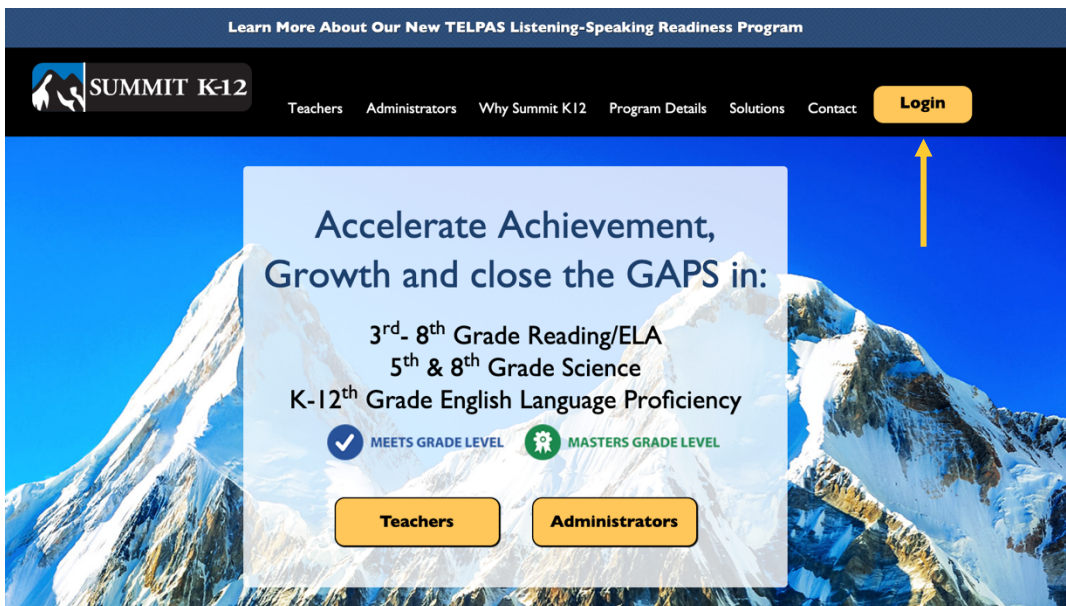 Learn More About Our New TELPAS Listening-Speaking Readiness Program
SUMMIT K-12
Teachers Administrators Why Summit K12 Program Details Solutions Contact Login
Accelerate Achievement,
Growth and close the GAPS in:
3rd- 8th Grade Reading/ELA
5th & 8th Grade Science
K-12th Grade English Language Proficiency
MEETS GRADE LEVEL MASTERS GRADE LEVEL
Teachers Administrators